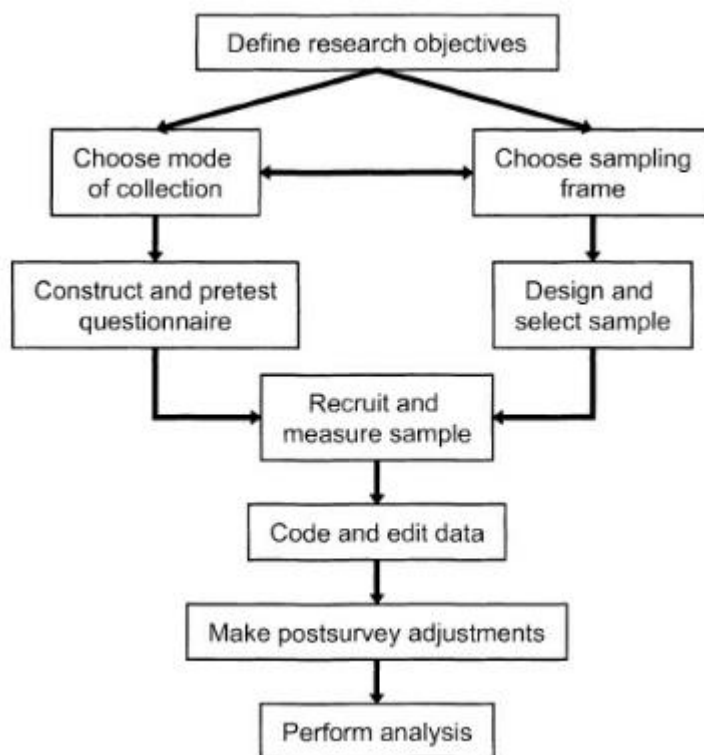 Define research objectives
Choose mode
of collection
Choose sampling
frame
Construct and pretest
questionnaire
Design and
select sample
Recruit and
measure sample
Code and edit data
Make postsurvey adjustments
Perform analysis